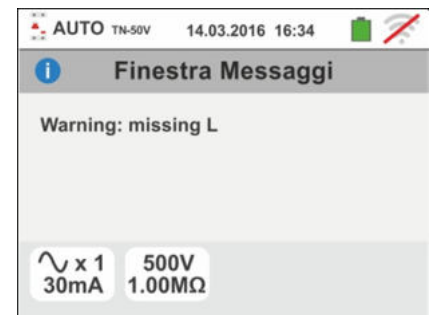 AUTO TN-50V 14.03.2016 16:34
i Finestra Messaggi
Warning: missing L
x 1 500V
30mA 1.00MΩ